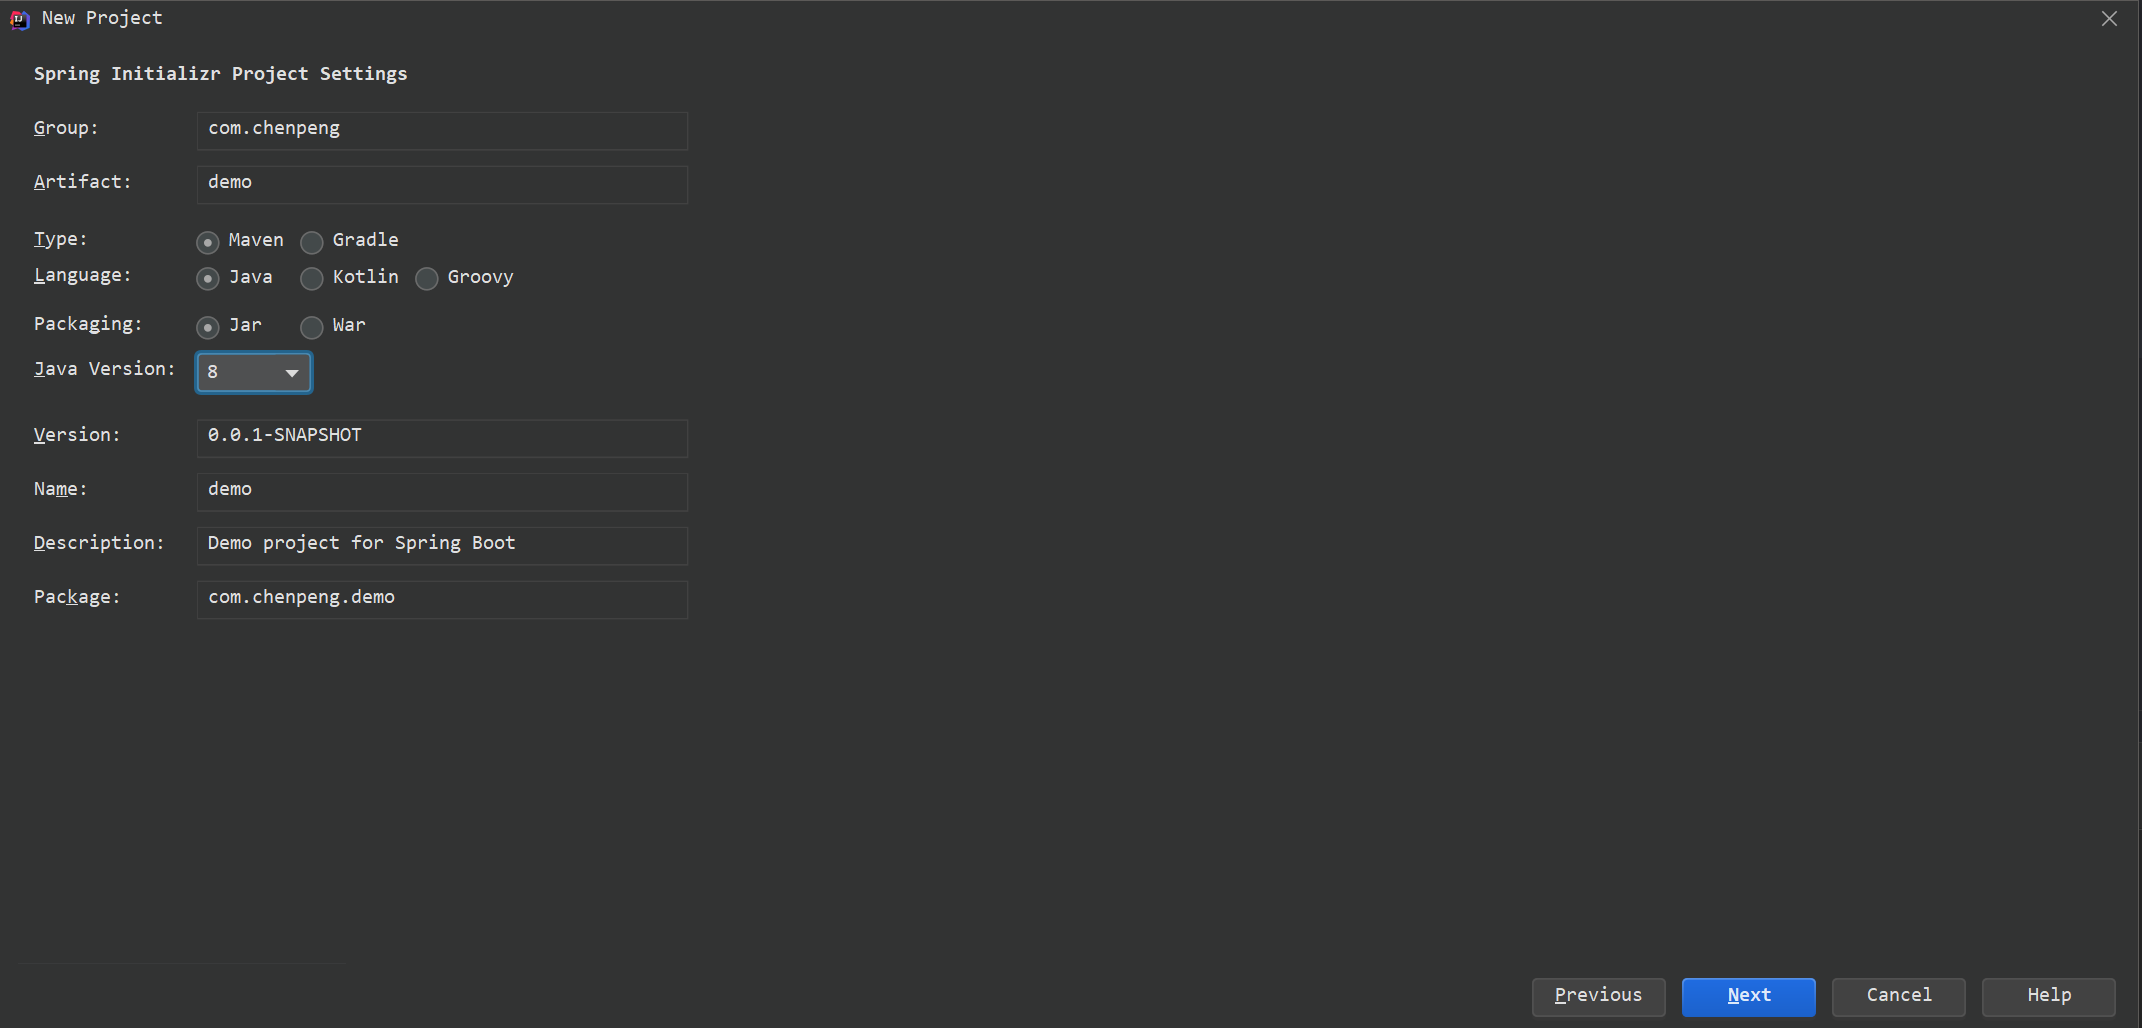 New Project
Spring Initializr Project Settings
Group: com.chenpeng
Artifact: demo
Type: Maven Gradle
Language: Java Kotlin Groovy
Packaging: Jar War
Java Version: 8
Version: 0.0.1-SNAPSHOT
Name: demo
Description: Demo project for Spring Boot
Package: com.chenpeng.demo
Previous Next Cancel Help